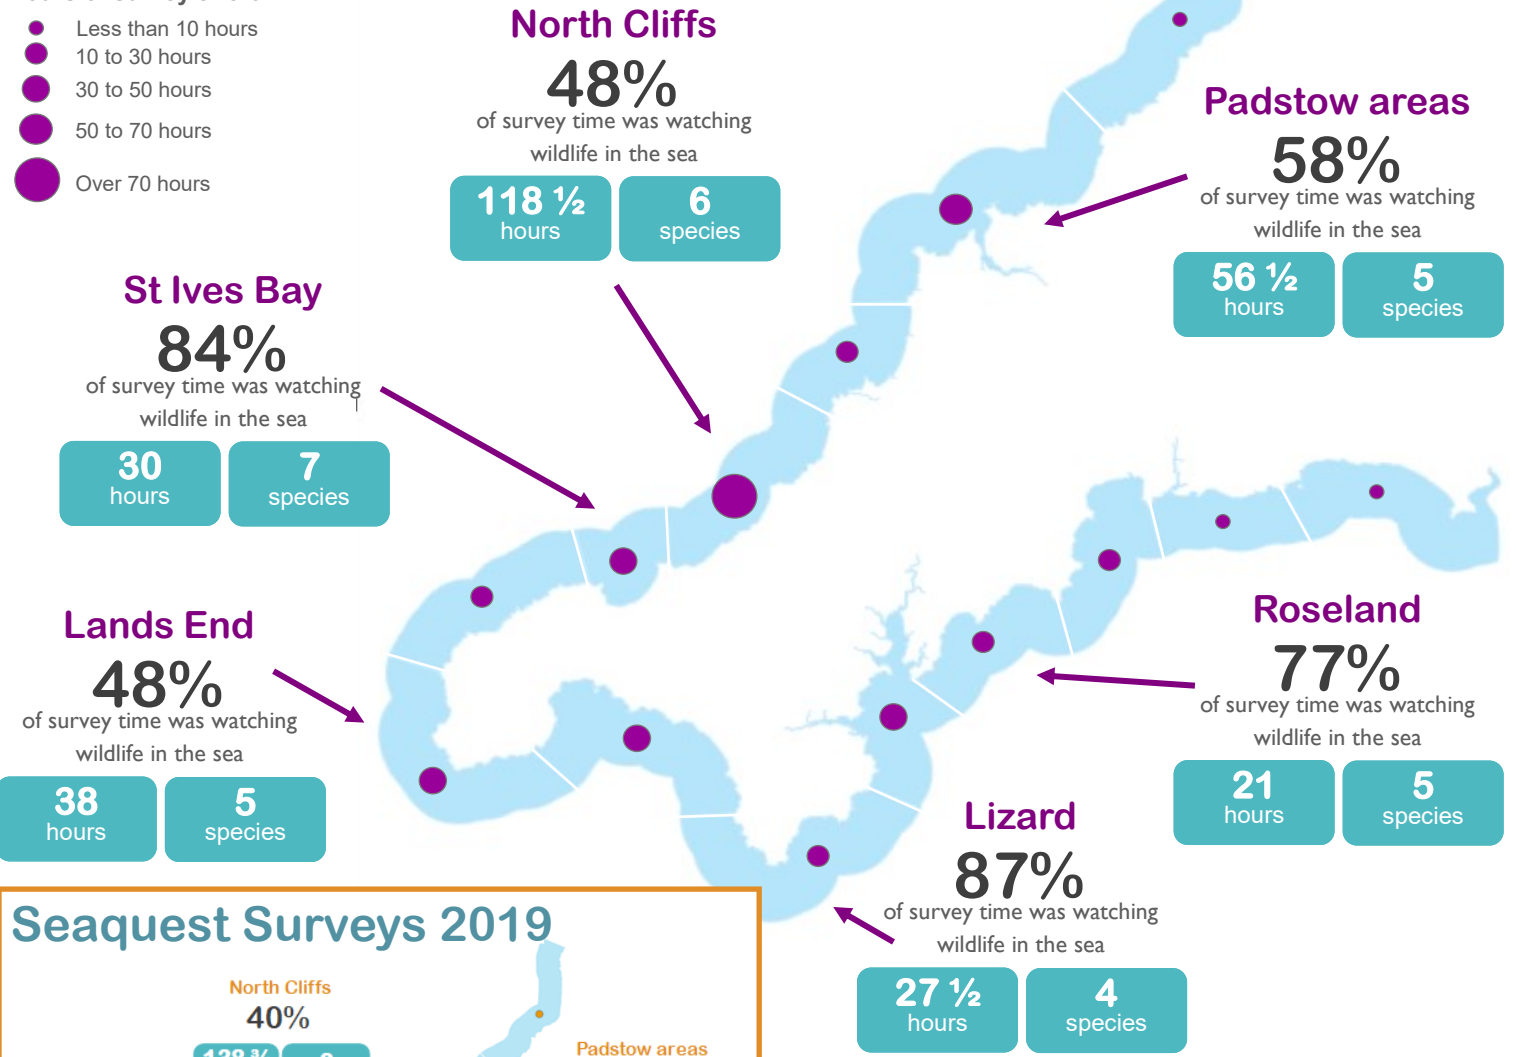 Less than 10 hours
10 to 30 hours
30 to 50 hours
50 to 70 hours
Over 70 hours
North Cliffs
48%
of survey time was watching
wildlife in the sea
118 ½
hours
6
species
Padstow areas
58%
of survey time was watching
wildlife in the sea
56 ½
hours
5
species
St Ives Bay
84%
of survey time was watching
wildlife in the sea
30
hours
7
species
Lands End
48%
of survey time was watching
wildlife in the sea
38
hours
5
species
Roseland
77%
of survey time was watching
wildlife in the sea
21
hours
5
species
Lizard
87%
of survey time was watching
wildlife in the sea
27 ½
hours
4
species
Seaquest Surveys 2019
North Cliffs
40%
Padstow areas